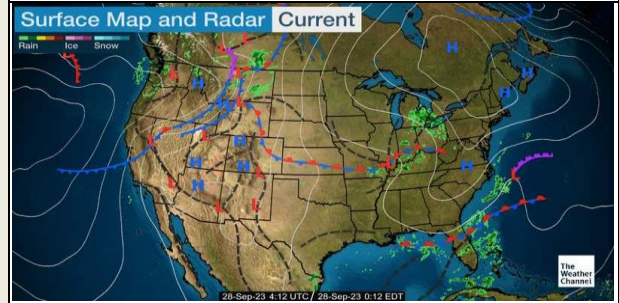 Surface Map and Radar Current
Rain Ice Snow
H
H
L L
H
H
L
L L
H
H H L
L H
L H
L L
The
Weather
Channel
28-Sep-23 4:12 UTC / 28-Sep-23 0:12 EDT